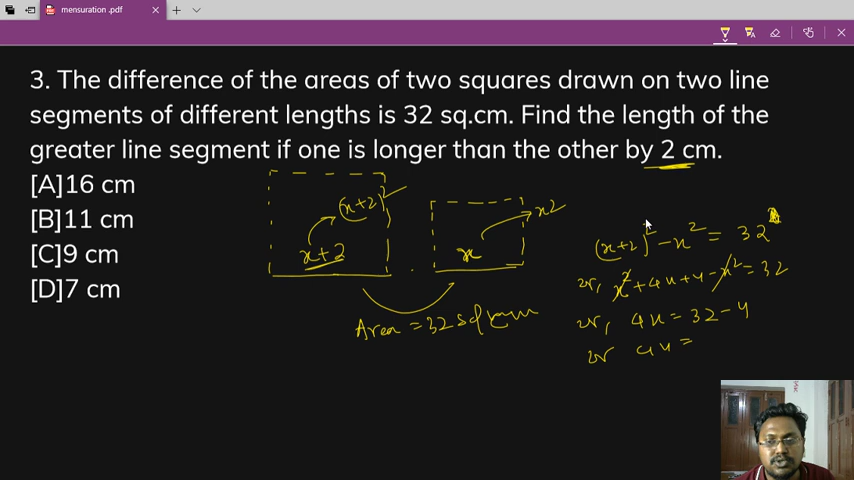 mensuration .pdf
3. The difference of the areas of two squares drawn on two line
segments of different lengths is 32 sq.cm. Find the length of the
greater line segment if one is longer than the other by 2 cm.
[A]16 cm
[B]11 cm
[C]9 cm
[D]7 cm
(x+2)²
x+2
x2
x
Area = 32 sq
(x+2)² - x² = 32
or, x² + 4x + 4 - x² = 32
or, 4x = 32 - 4
or 4x =